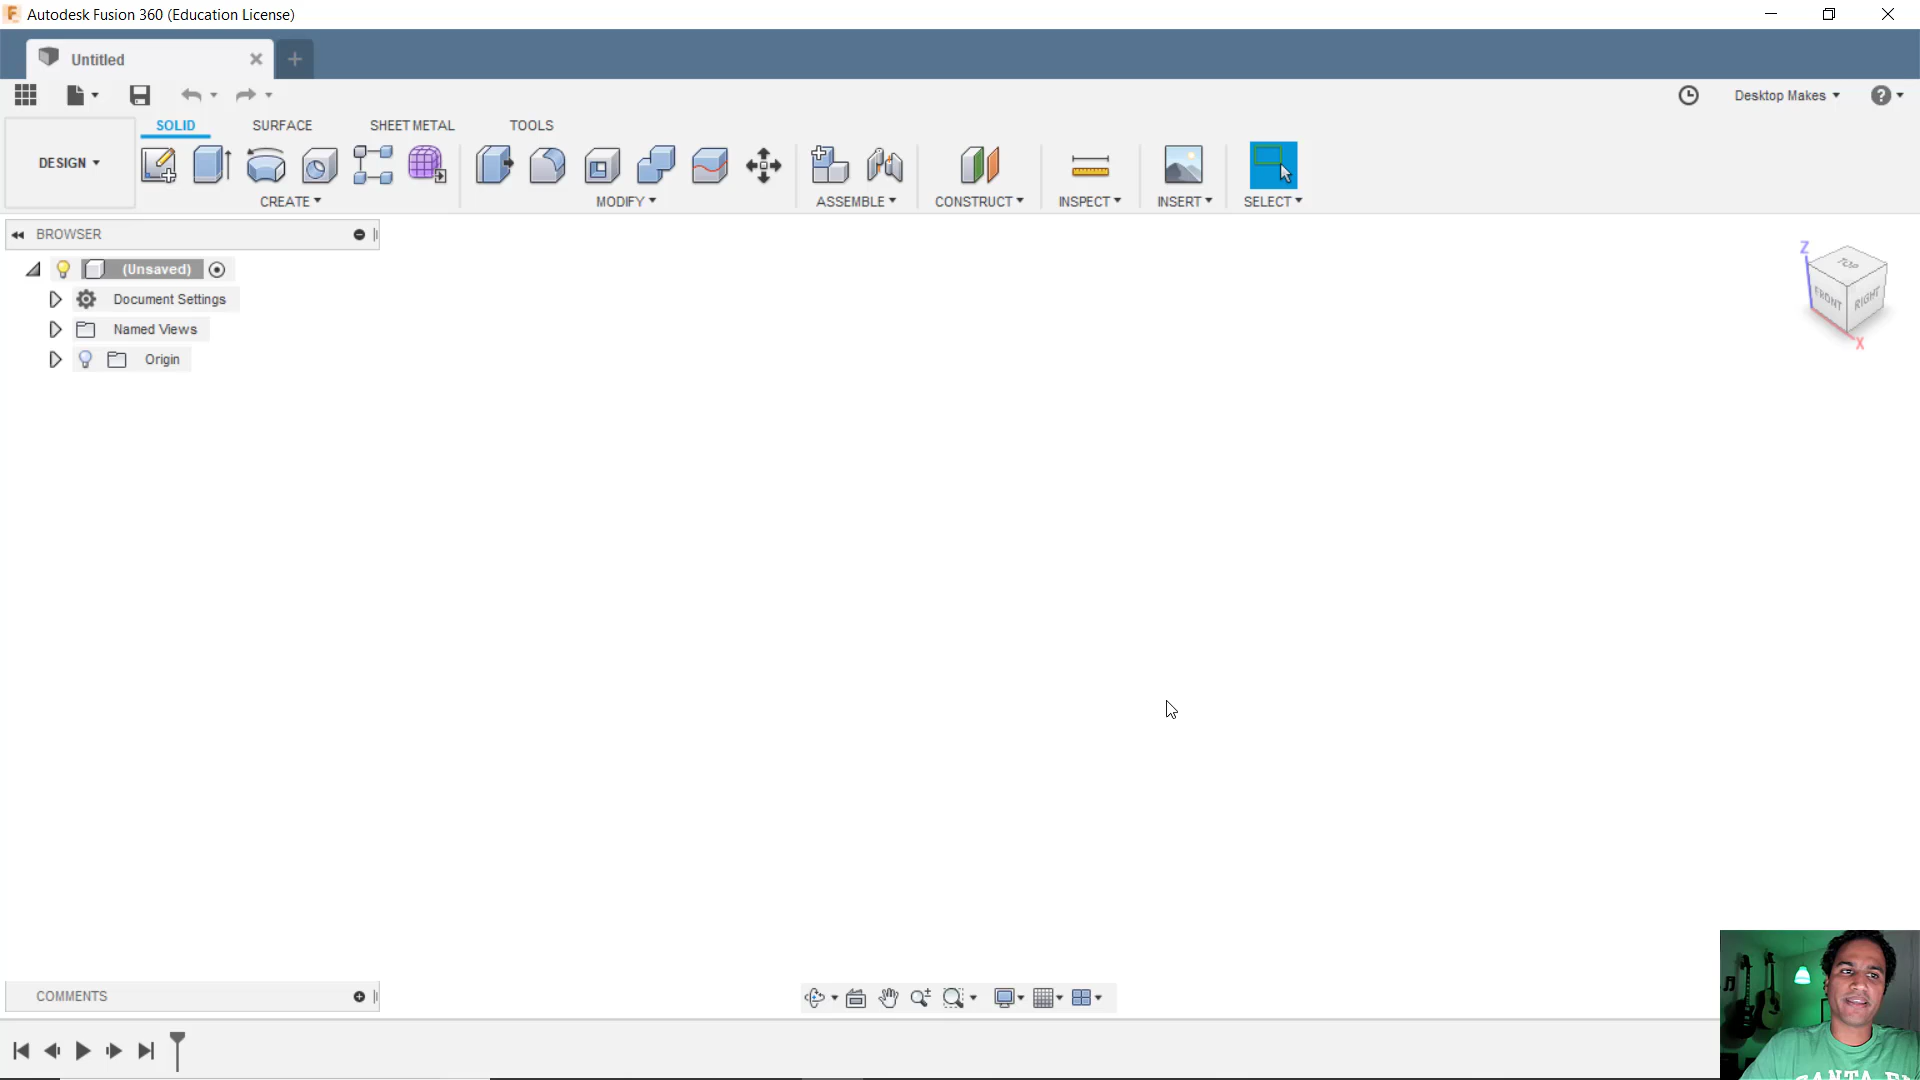 Autodesk Fusion 360 (Education License)
Untitled
Desktop Makes
SOLID
SURFACE
SHEET METAL
TOOLS
DESIGN
CREATE
MODIFY
ASSEMBLE
CONSTRUCT
INSPECT
INSERT
SELECT
BROWSER
(Unsaved)
Document Settings
Named Views
Origin
Z
TOP
FRONT
RIGHT
X
COMMENTS